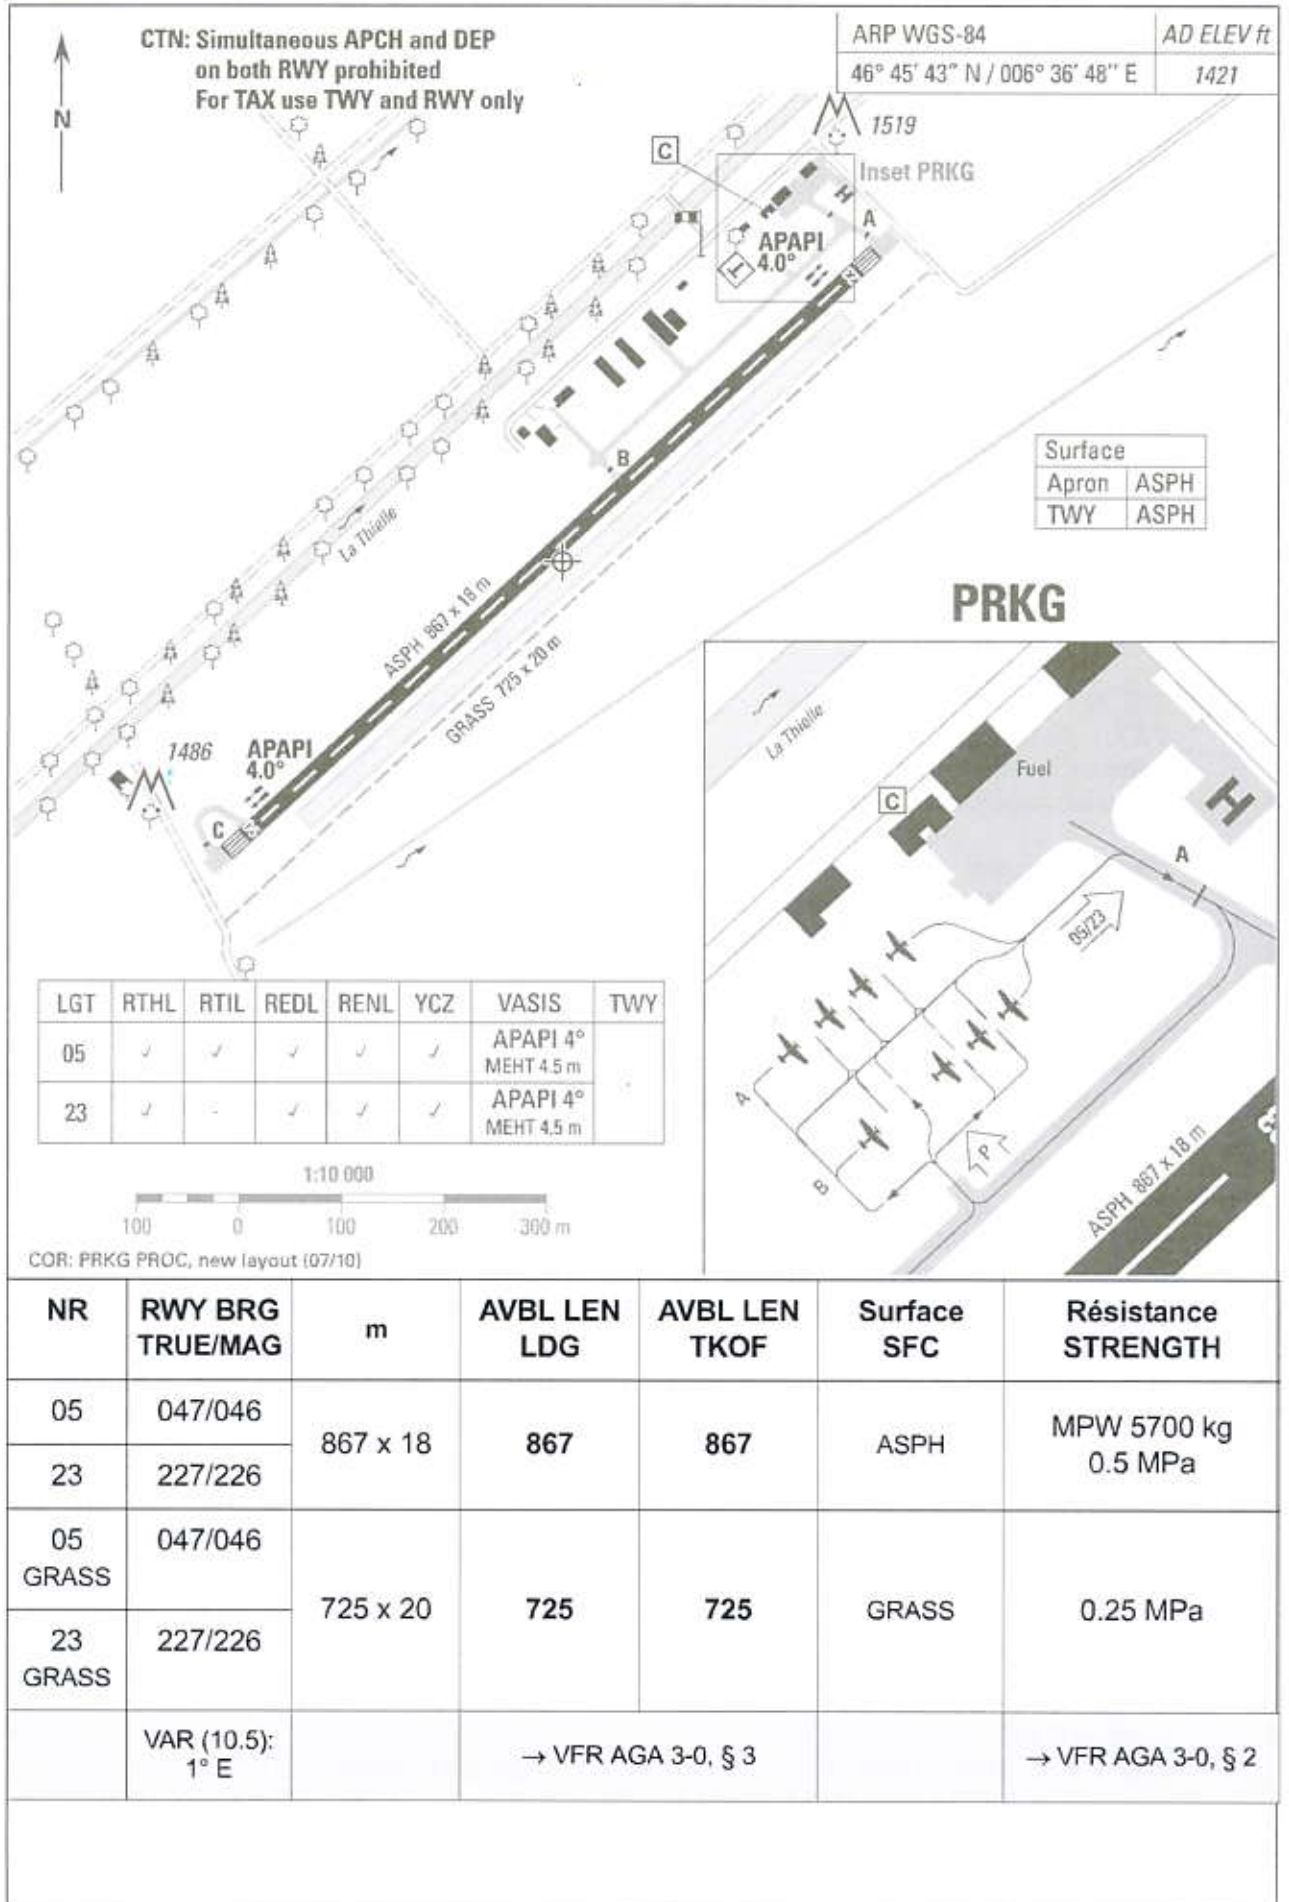 CTN: Simultaneous APCH and DEP
on both RWY prohibited
For TAX use TWY and RWY only
ARP WGS-84 AD ELEV ft
46° 45' 43" N / 006° 36' 48" E 1421
N
1519
C
Inset PRKG
H
A
APAPI
4.0°
T
B
La Thielle
Surface
Apron ASPH
TWY ASPH
ASPH 867 x 18 m
GRASS 725 x 20 m
1486
APAPI
4.0°
C
PRKG
La Thielle
Fuel
C
H
A
05/23
A
B
P
ASPH 867 x 18 m
LGT RTHL RTIL REDL RENL YCZ VASIS TWY
05 ✓ ✓ ✓ ✓ ✓ APAPI 4°
MEHT 4.5 m
-
23 ✓ - ✓ ✓ ✓ APAPI 4°
MEHT 4,5 m
1:10 000
100 0 100 200 300 m
COR: PRKG PROC, new layout (07/10)
NR RWY BRG TRUE/MAG m AVBL LEN LDG AVBL LEN TKOF Surface SFC Résistance STRENGTH
05 047/046 867 x 18 867 867 ASPH MPW 5700 kg
0.5 MPa
23 227/226
05 GRASS 047/046 725 x 20 725 725 GRASS 0.25 MPa
23 GRASS 227/226
VAR (10.5):
1° E
→ VFR AGA 3-0, § 3 → VFR AGA 3-0, § 2